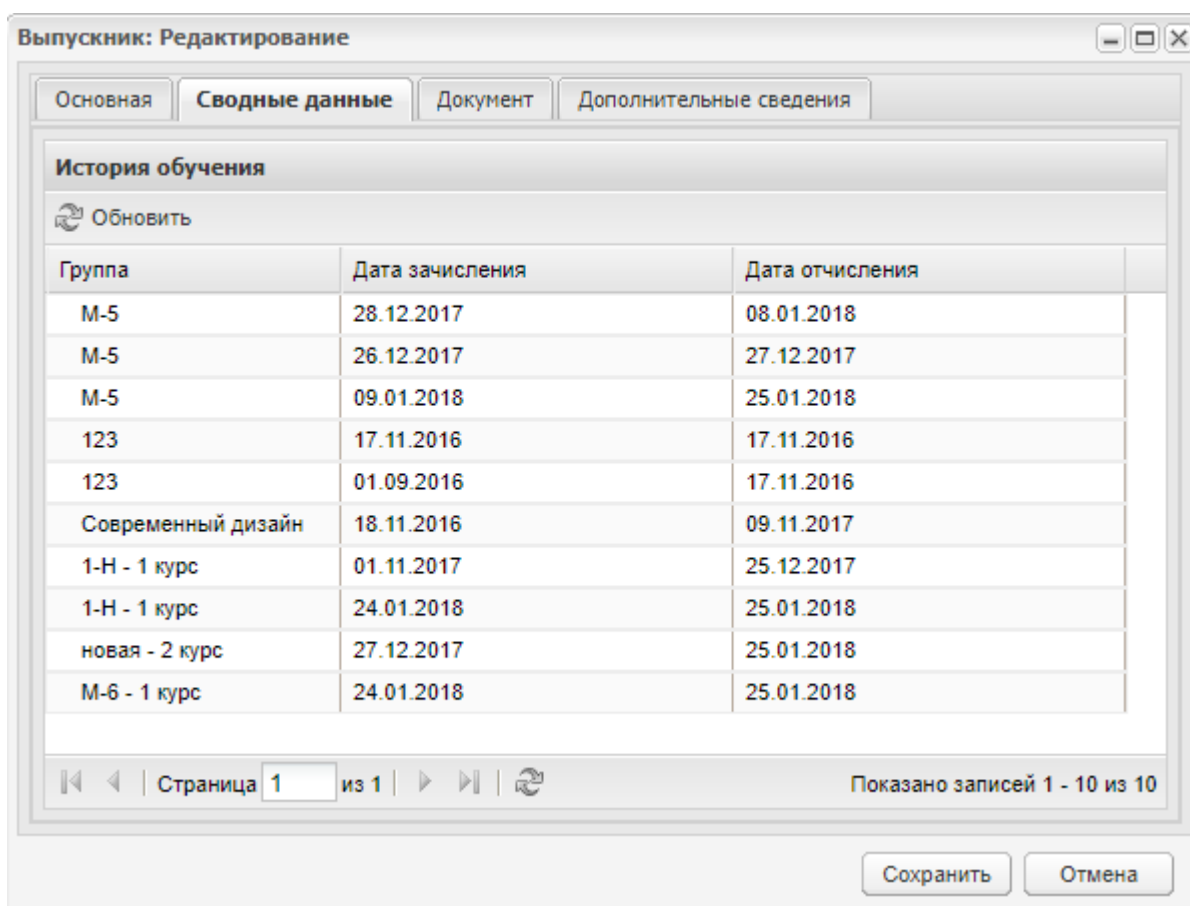 Выпускник: Редактирование
Основная Сводные данные Документ Дополнительные сведения
История обучения
Обновить
Группа Дата зачисления Дата отчисления
М-5 28.12.2017 08.01.2018
М-5 26.12.2017 27.12.2017
М-5 09.01.2018 25.01.2018
123 17.11.2016 17.11.2016
123 01.09.2016 17.11.2016
Современный дизайн 18.11.2016 09.11.2017
1-Н - 1 курс 01.11.2017 25.12.2017
1-Н - 1 курс 24.01.2018 25.01.2018
новая - 2 курс 27.12.2017 25.01.2018
М-6 - 1 курс 24.01.2018 25.01.2018
Страница 1 из 1 Показано записей 1 - 10 из 10
Сохранить Отмена